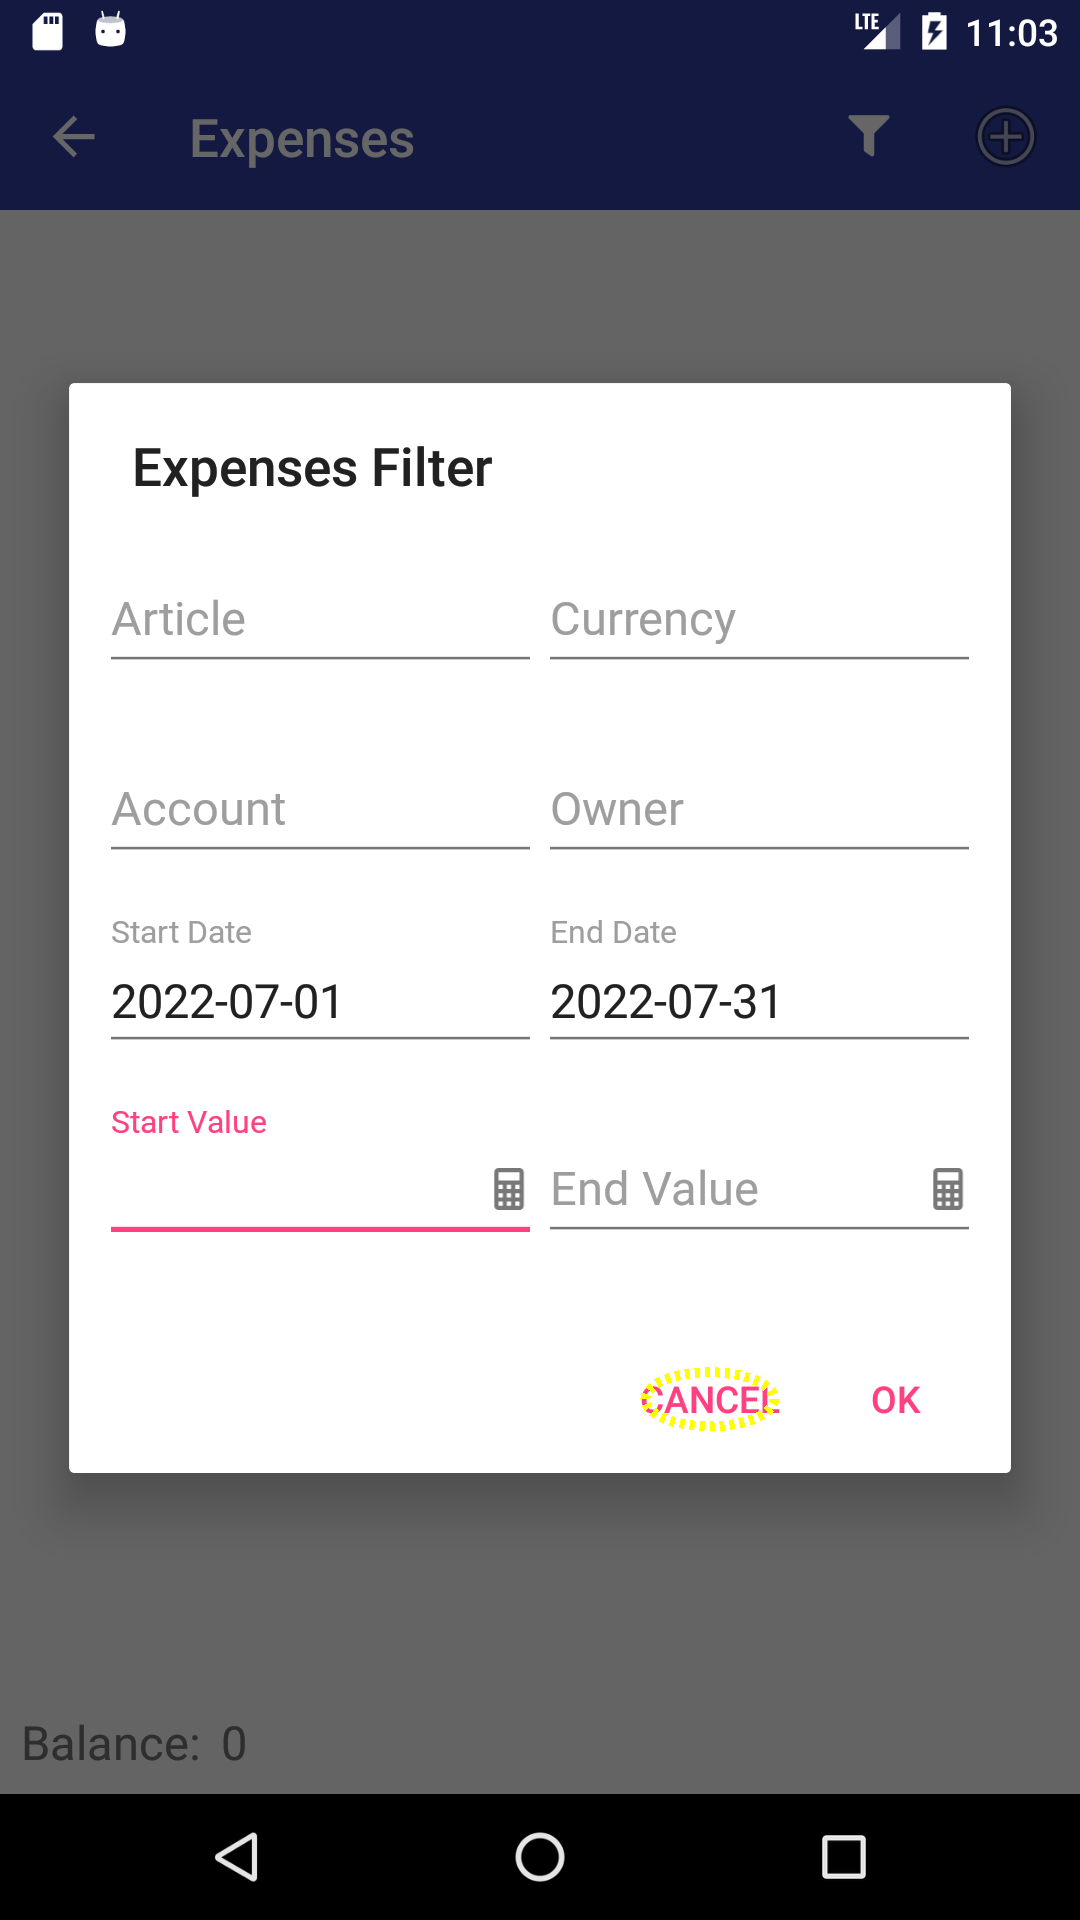 LTE 11:03
Expenses
Expenses Filter
Article Currency
Account Owner
Start Date End Date
2022-07-01 2022-07-31
Start Value
End Value
CANCEL OK
Balance: 0